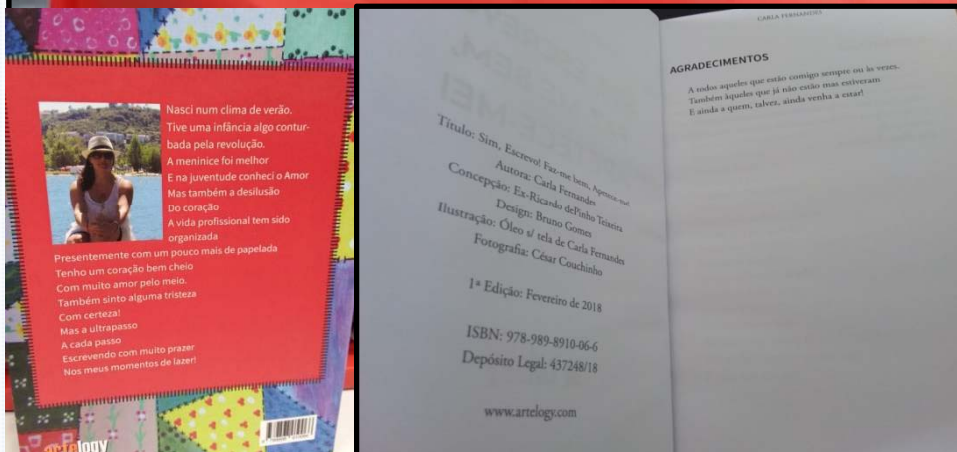 Nasci num clima de verão.
Tive uma infância algo contur-
bada pela revolução.
A meninice foi melhor
E na juventude conheci o Amor
Mas também a desilusão
Do coração
A vida profissional tem sido
organizada
Presentemente com um pouco mais de papelada
Tenho um coração bem cheio
Com muito amor pelo meio.
Também sinto alguma tristeza
Com certeza!
Mas a ultrapasso
A cada passo
Escrevendo com muito prazer
Nos meus momentos de lazer!
artelogy
Título: Sim, Escrevo! Faz-me bem, Apetece-me!
Autora: Carla Fernandes
Concepção: Ex-Ricardo dePinho Teixeira
Design: Bruno Gomes
Ilustração: Óleo s/ tela de Carla Fernandes
Fotografia: César Couchinho
1ª Edição: Fevereiro de 2018
ISBN: 978-989-8910-06-6
Depósito Legal: 437248/18
www.artelogy.com
CARLA FERNANDES
AGRADECIMENTOS
A todos aqueles que estão comigo sempre ou às vezes.
Também àqueles que já não estão mas estiveram
E ainda a quem, talvez, ainda venha a estar!